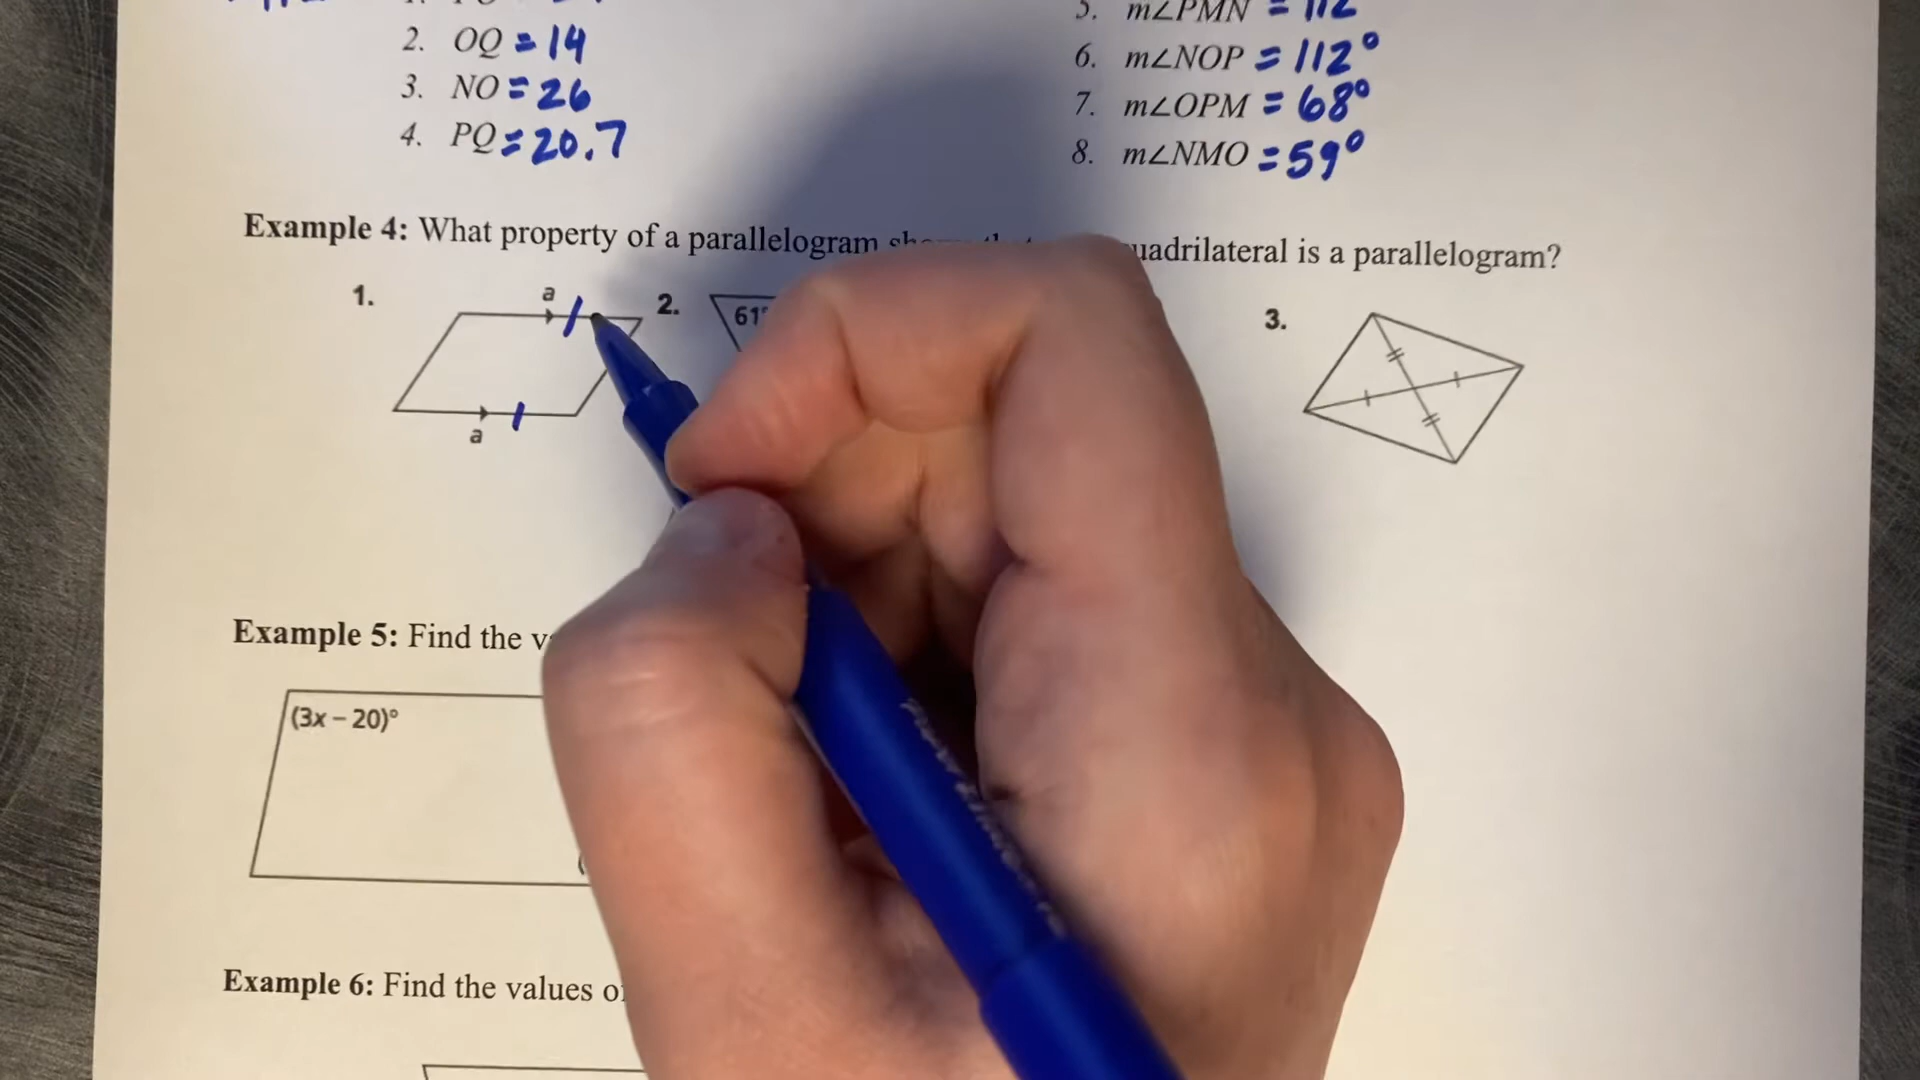 2. OQ = 14
3. NO = 26
4. PQ = 20.7
5. m∠PMN = 112
6. m∠NOP = 112°
7. m∠OPM = 68°
8. m∠NMO = 59°
Example 4: What property of a parallelogram quadrilateral is a parallelogram?
1.
a
a
2.
61°
3.
Example 5: Find the
(3x – 20)°
Example 6: Find the values